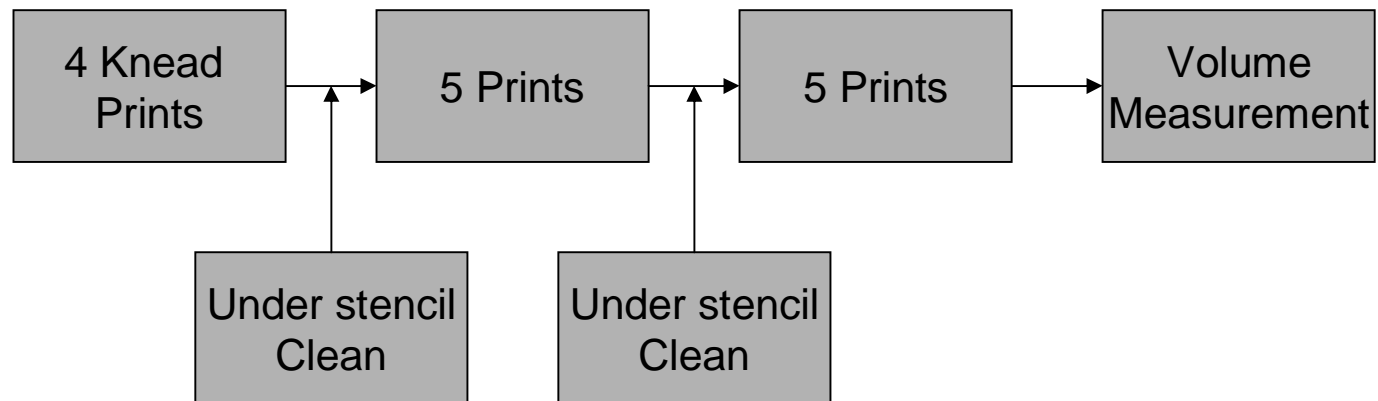 4 Knead
Prints
5 Prints
5 Prints
Volume
Measurement
Under stencil
Clean
Under stencil
Clean